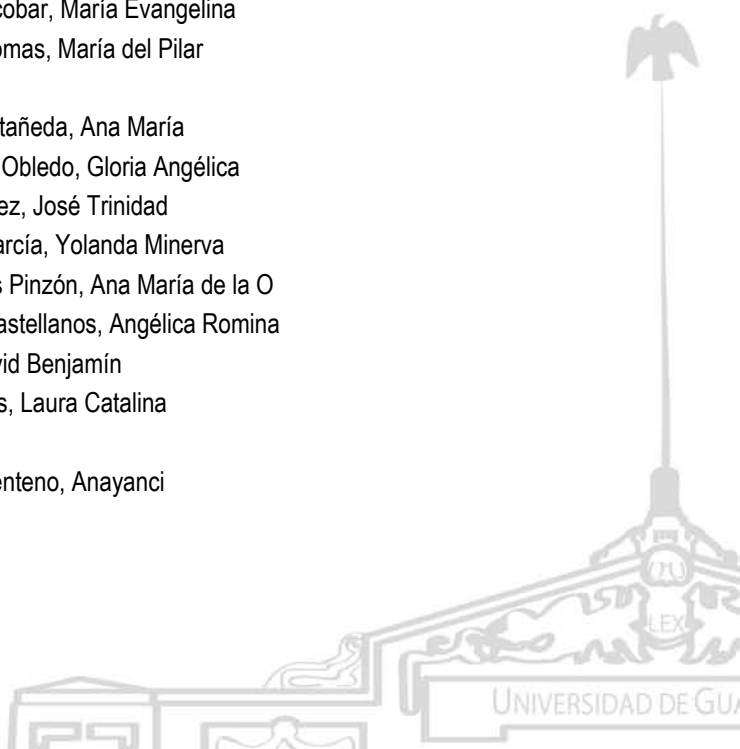 cobar, María Evangelina
omas, María del Pilar
tañeda, Ana María
Obledo, Gloria Angélica
ez, José Trinidad
arcía, Yolanda Minerva
s Pinzón, Ana María de la O
astellanos, Angélica Romina
vid Benjamín
s, Laura Catalina
enteno, Anayanci
LEX
UNIVERSIDAD DE GUA